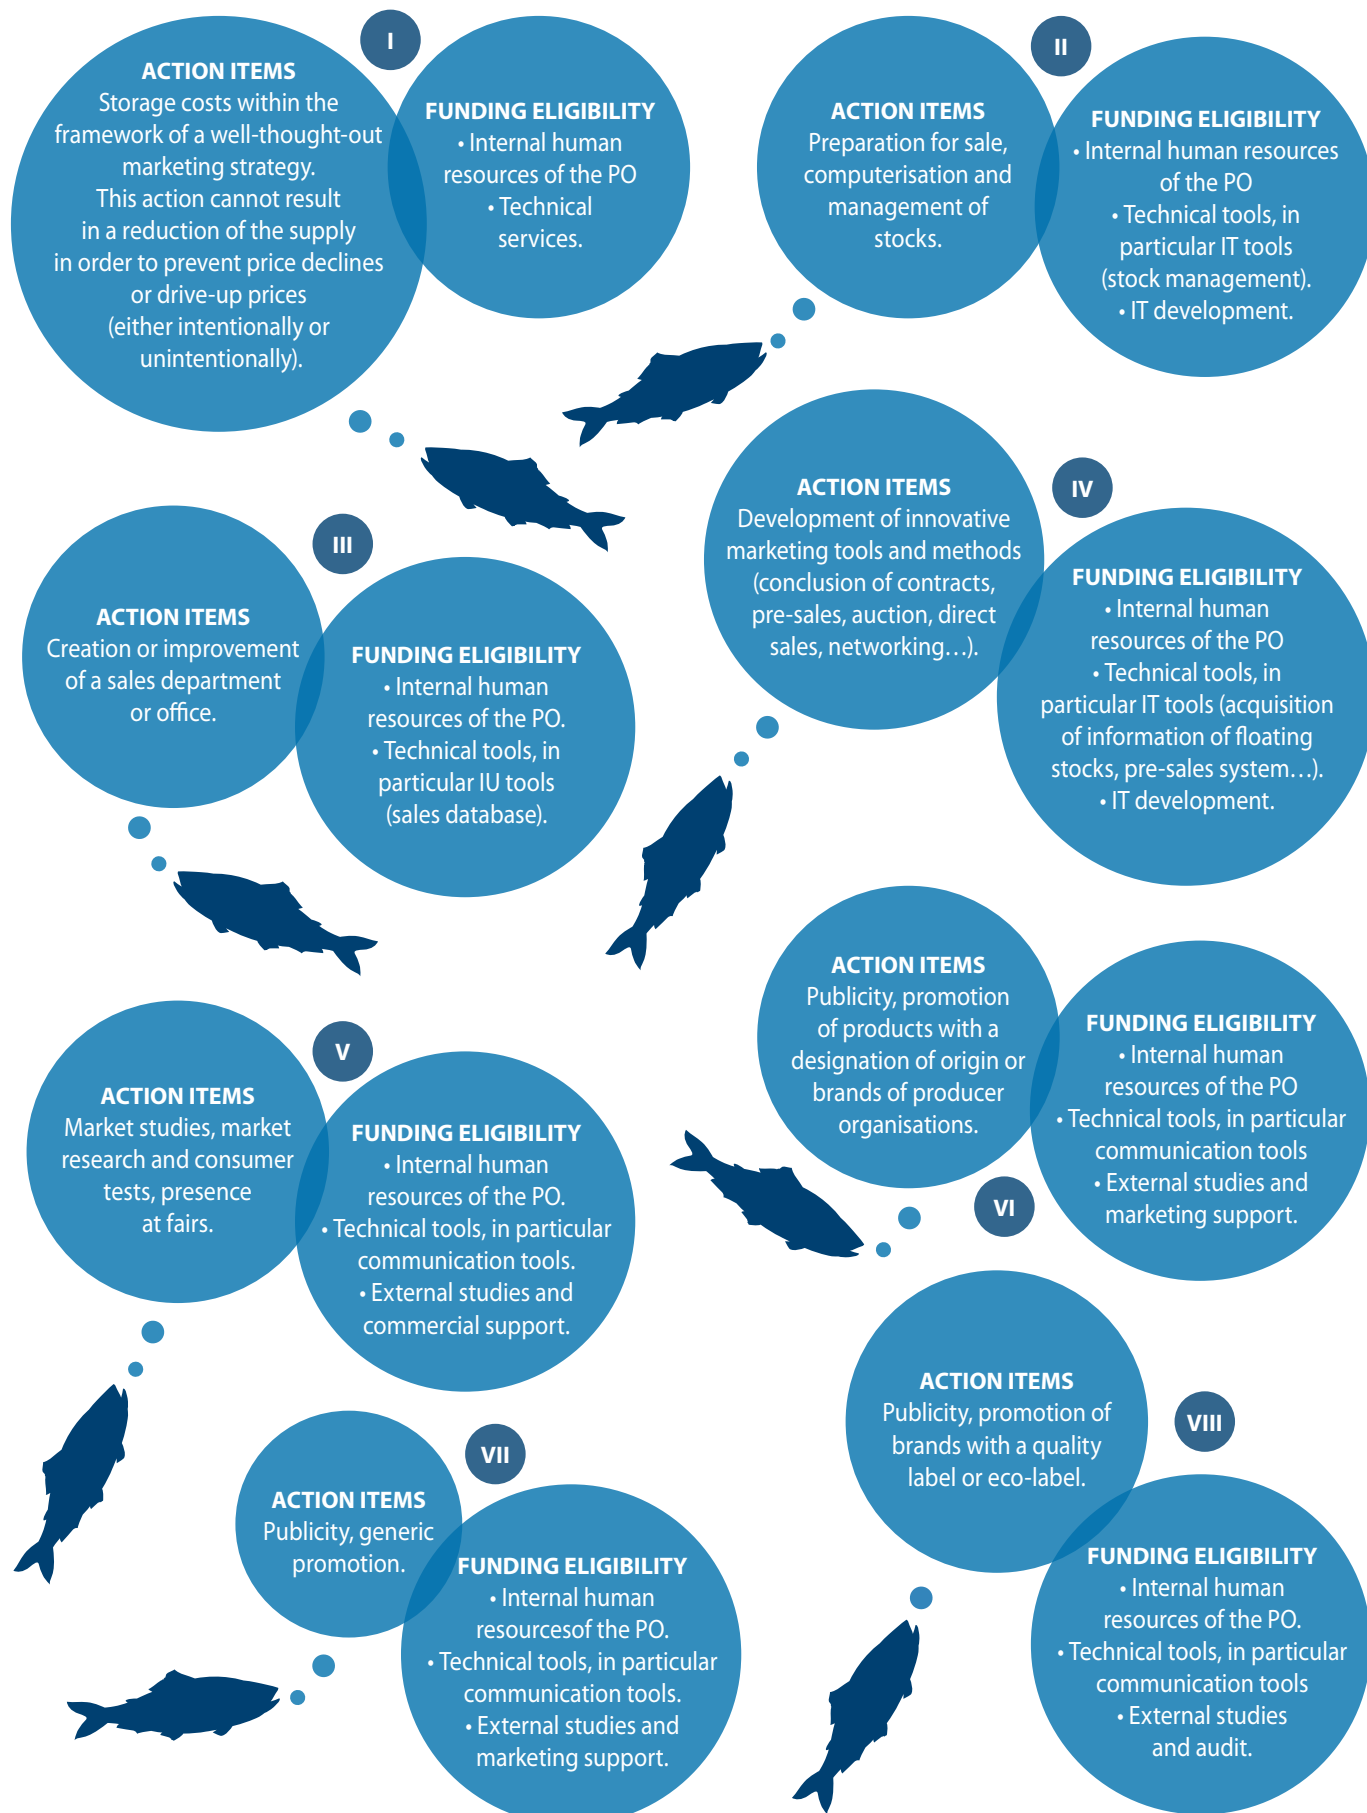 I
ACTION ITEMS
Storage costs within the
framework of a well-thought-out
marketing strategy.
This action cannot result
in a reduction of the supply
in order to prevent price declines
or drive-up prices
(either intentionally or
unintentionally).
FUNDING ELIGIBILITY
• Internal human
resources of the PO
• Technical
services.
II
ACTION ITEMS
Preparation for sale,
computerisation and
management of
stocks.
FUNDING ELIGIBILITY
• Internal human resources
of the PO
• Technical tools, in
particular IT tools
(stock management).
• IT development.
III
ACTION ITEMS
Creation or improvement
of a sales department
or office.
FUNDING ELIGIBILITY
• Internal human
resources of the PO.
• Technical tools, in
particular IU tools
(sales database).
IV
ACTION ITEMS
Development of innovative
marketing tools and methods
(conclusion of contracts,
pre-sales, auction, direct
sales, networking…).
FUNDING ELIGIBILITY
• Internal human
resources of the PO
• Technical tools, in
particular IT tools (acquisition
of information of floating
stocks, pre-sales system…).
• IT development.
V
ACTION ITEMS
Market studies, market
research and consumer
tests, presence
at fairs.
FUNDING ELIGIBILITY
• Internal human
resources of the PO.
• Technical tools, in particular
communication tools.
• External studies and
commercial support.
ACTION ITEMS
Publicity, promotion
of products with a
designation of origin or
brands of producer
organisations.
VI
FUNDING ELIGIBILITY
• Internal human
resources of the PO
• Technical tools, in particular
communication tools
• External studies and
marketing support.
VII
ACTION ITEMS
Publicity, generic
promotion.
FUNDING ELIGIBILITY
• Internal human
resourcesof the PO.
• Technical tools, in particular
communication tools.
• External studies and
marketing support.
VIII
ACTION ITEMS
Publicity, promotion of
brands with a quality
label or eco-label.
FUNDING ELIGIBILITY
• Internal human
resources of the PO.
• Technical tools, in particular
communication tools
• External studies
and audit.